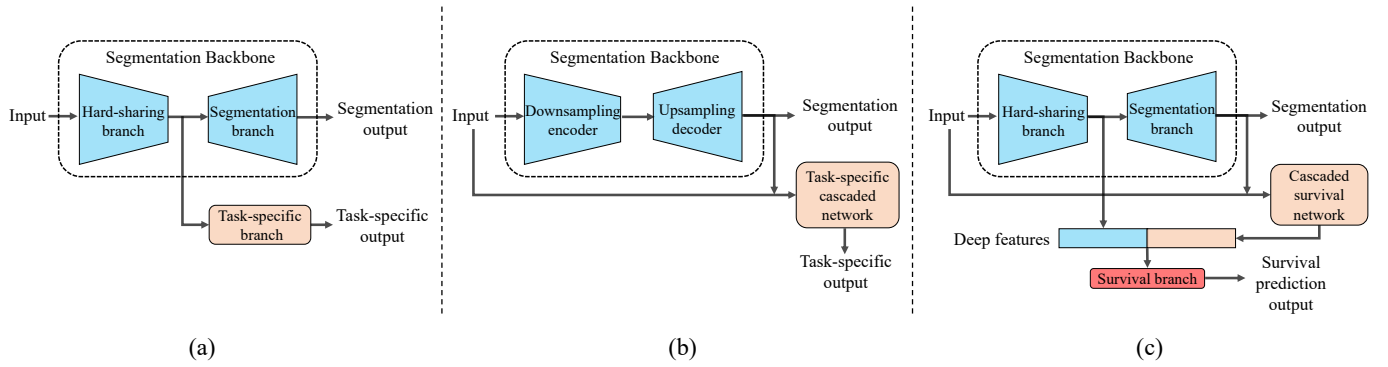 Segmentation Backbone
Input
Hard-sharing
branch
Segmentation
branch
Segmentation
output
Task-specific
branch
Task-specific
output
(a)
Segmentation Backbone
Input
Downsampling
encoder
Upsampling
decoder
Segmentation
output
Task-specific
cascaded
network
Task-specific
output
(b)
Segmentation Backbone
Input
Hard-sharing
branch
Segmentation
branch
Segmentation
output
Cascaded
survival
network
Deep features
Survival branch
Survival
prediction
output
(c)